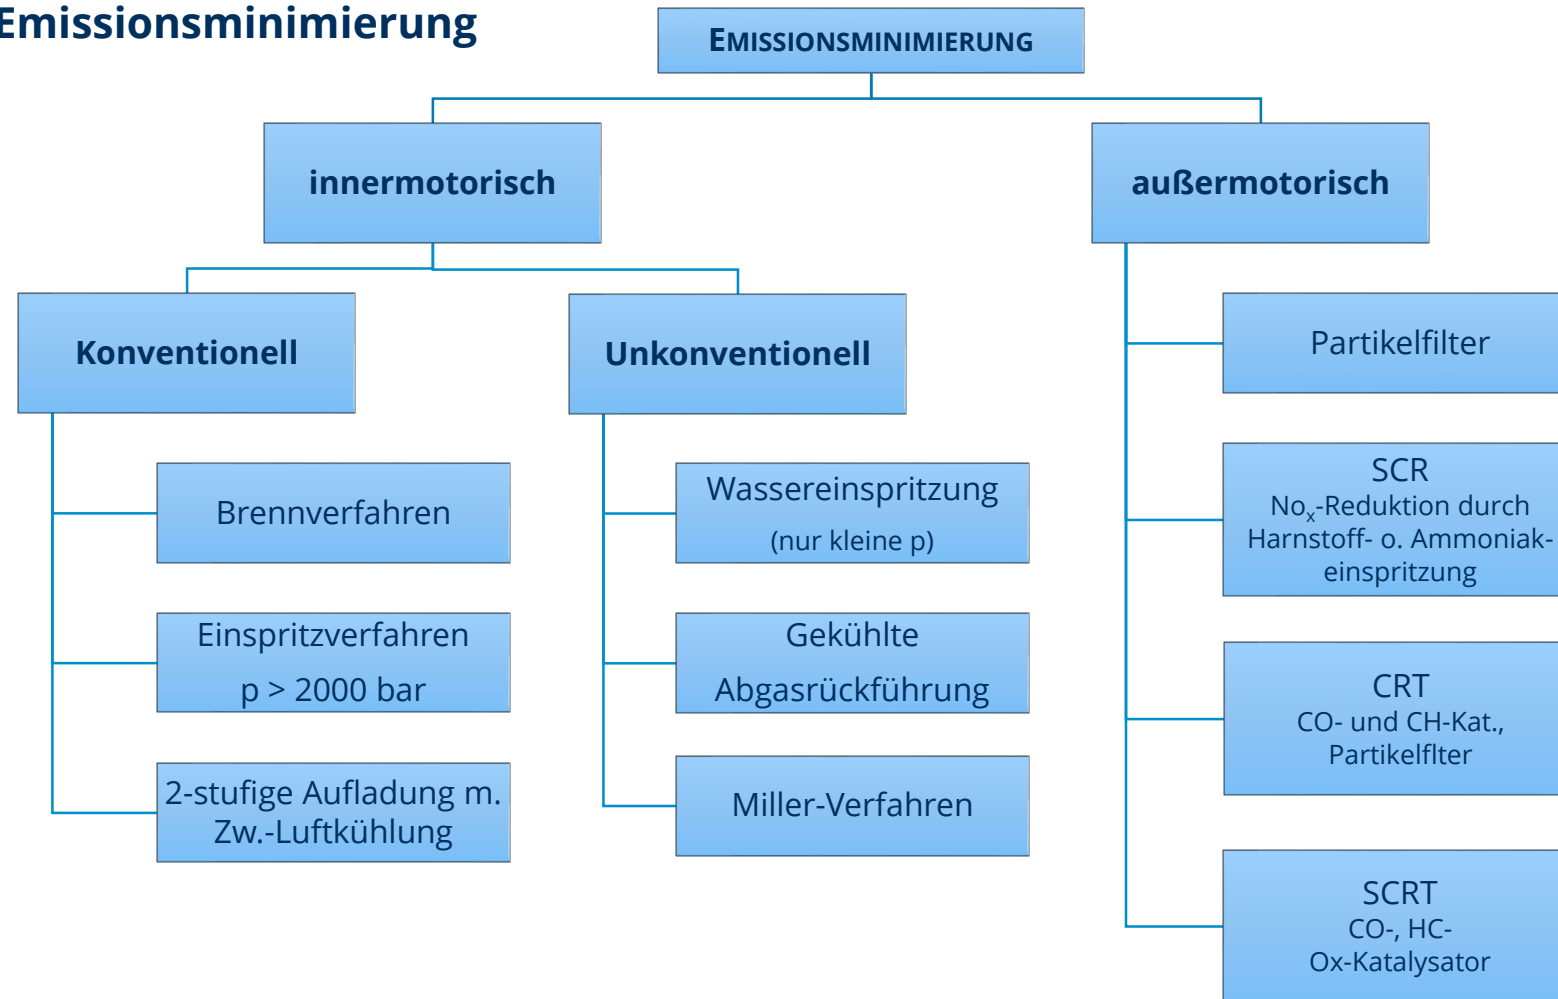 Emissionsminimierung
EMISSIONSMINIMIERUNG
innermotorisch
außermotorisch
Konventionell
Unkonventionell
Brennverfahren
Einspritzverfahren
p > 2000 bar
2-stufige Aufladung m.
Zw.-Luftkühlung
Wassereinspritzung
(nur kleine p)
Gekühlte
Abgasrückführung
Miller-Verfahren
Partikelfilter
SCR
Noₓ-Reduktion durch
Harnstoff- o. Ammoniak-
einspritzung
CRT
CO- und CH-Kat.,
Partikelflter
SCRT
CO-, HC-
Ox-Katalysator